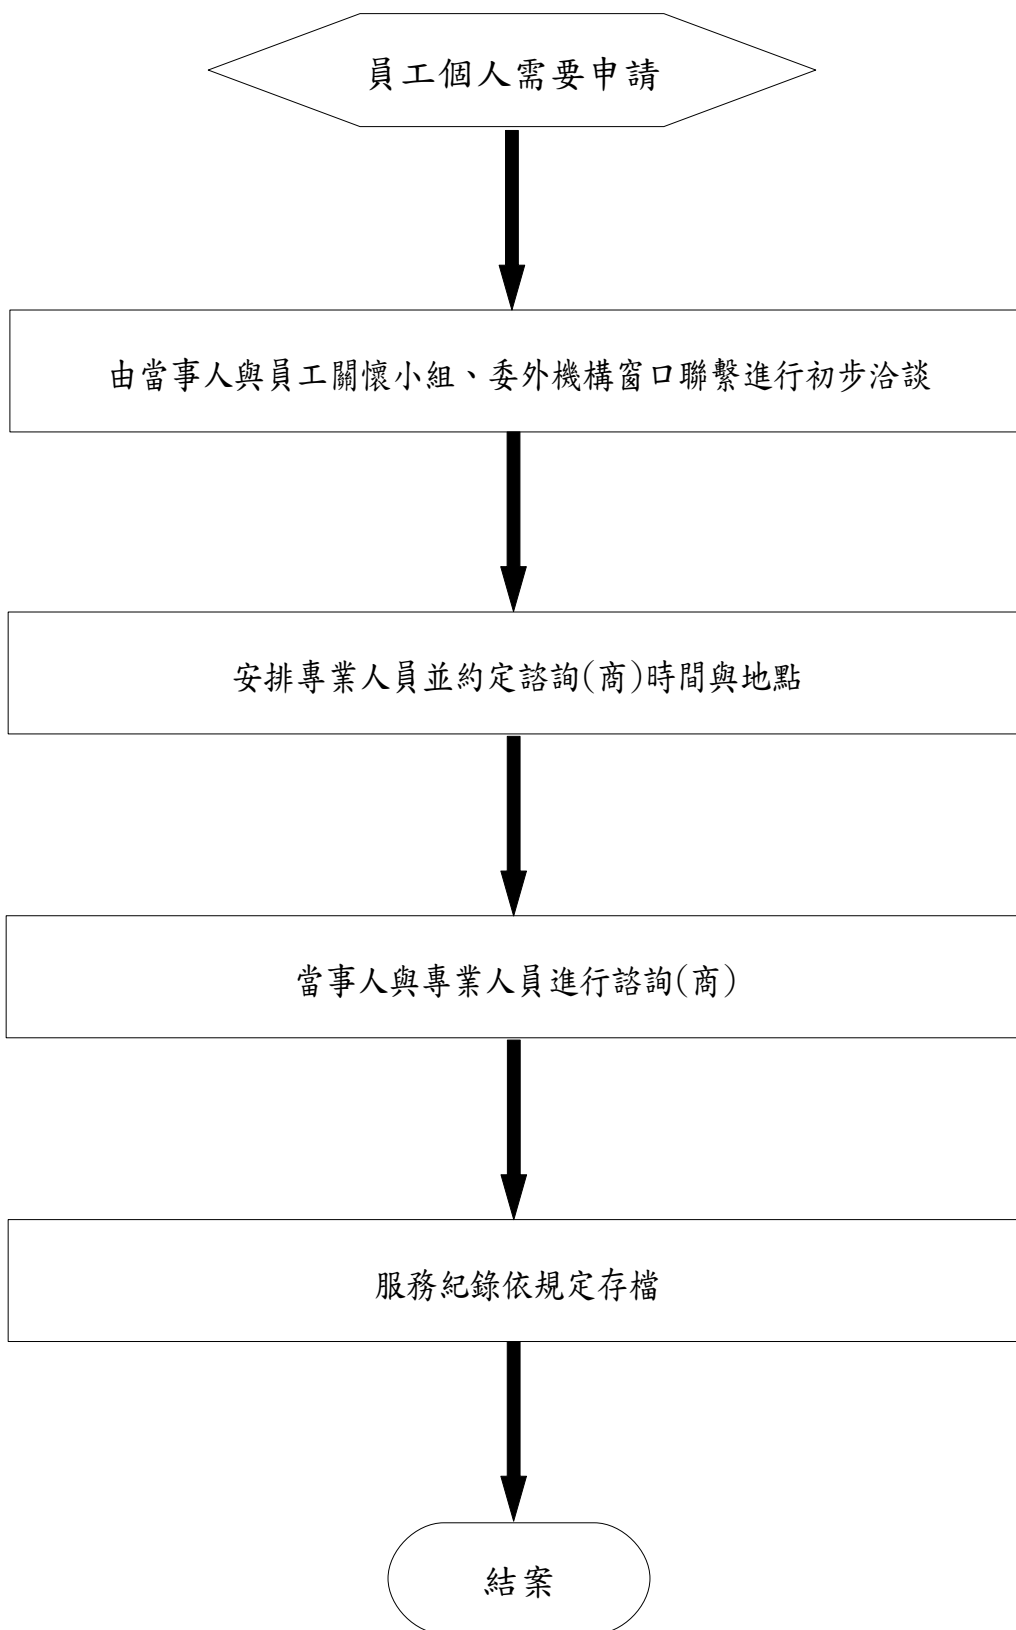 員工個人需要申請
由當事人與員工關懷小組、委外機構窗口聯繫進行初步洽談
安排專業人員並約定諮詢(商)時間與地點
當事人與專業人員進行諮詢(商)
服務紀錄依規定存檔
結案